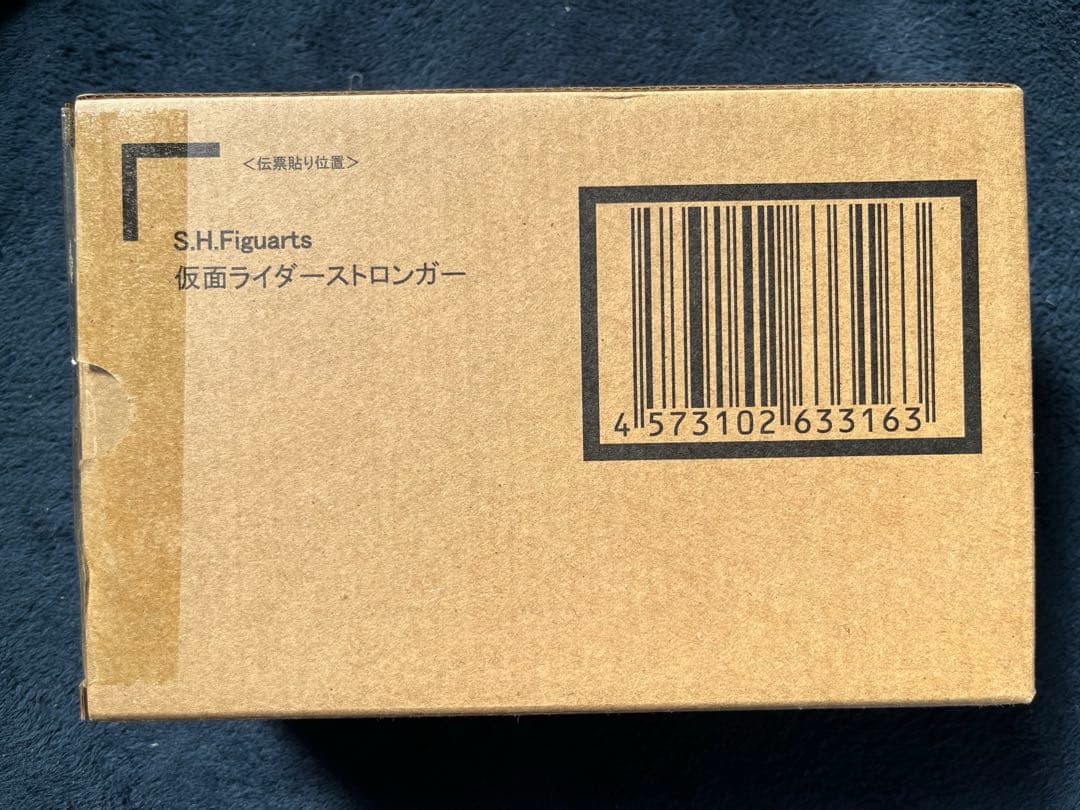 <伝票貼り位置>
S.H.Figuarts
仮面ライダーストロンガー
4 573102 633163